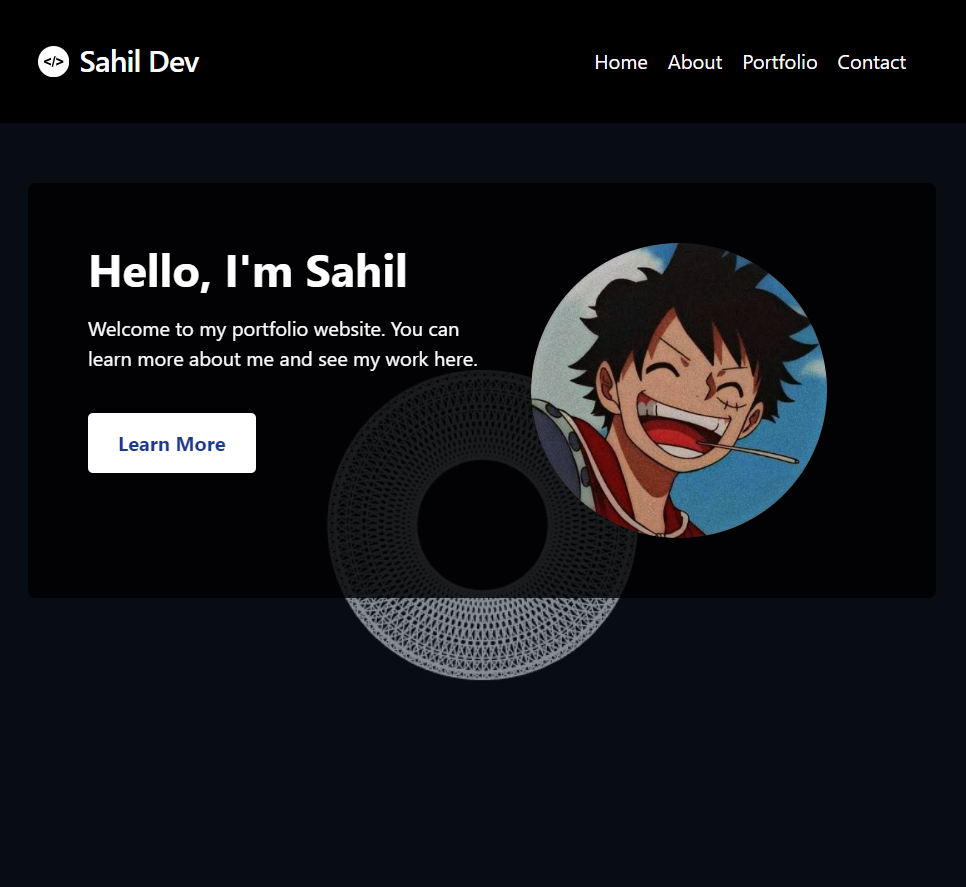 </> Sahil Dev
Home About Portfolio Contact
Hello, I'm Sahil
Welcome to my portfolio website. You can
learn more about me and see my work here.
Learn More